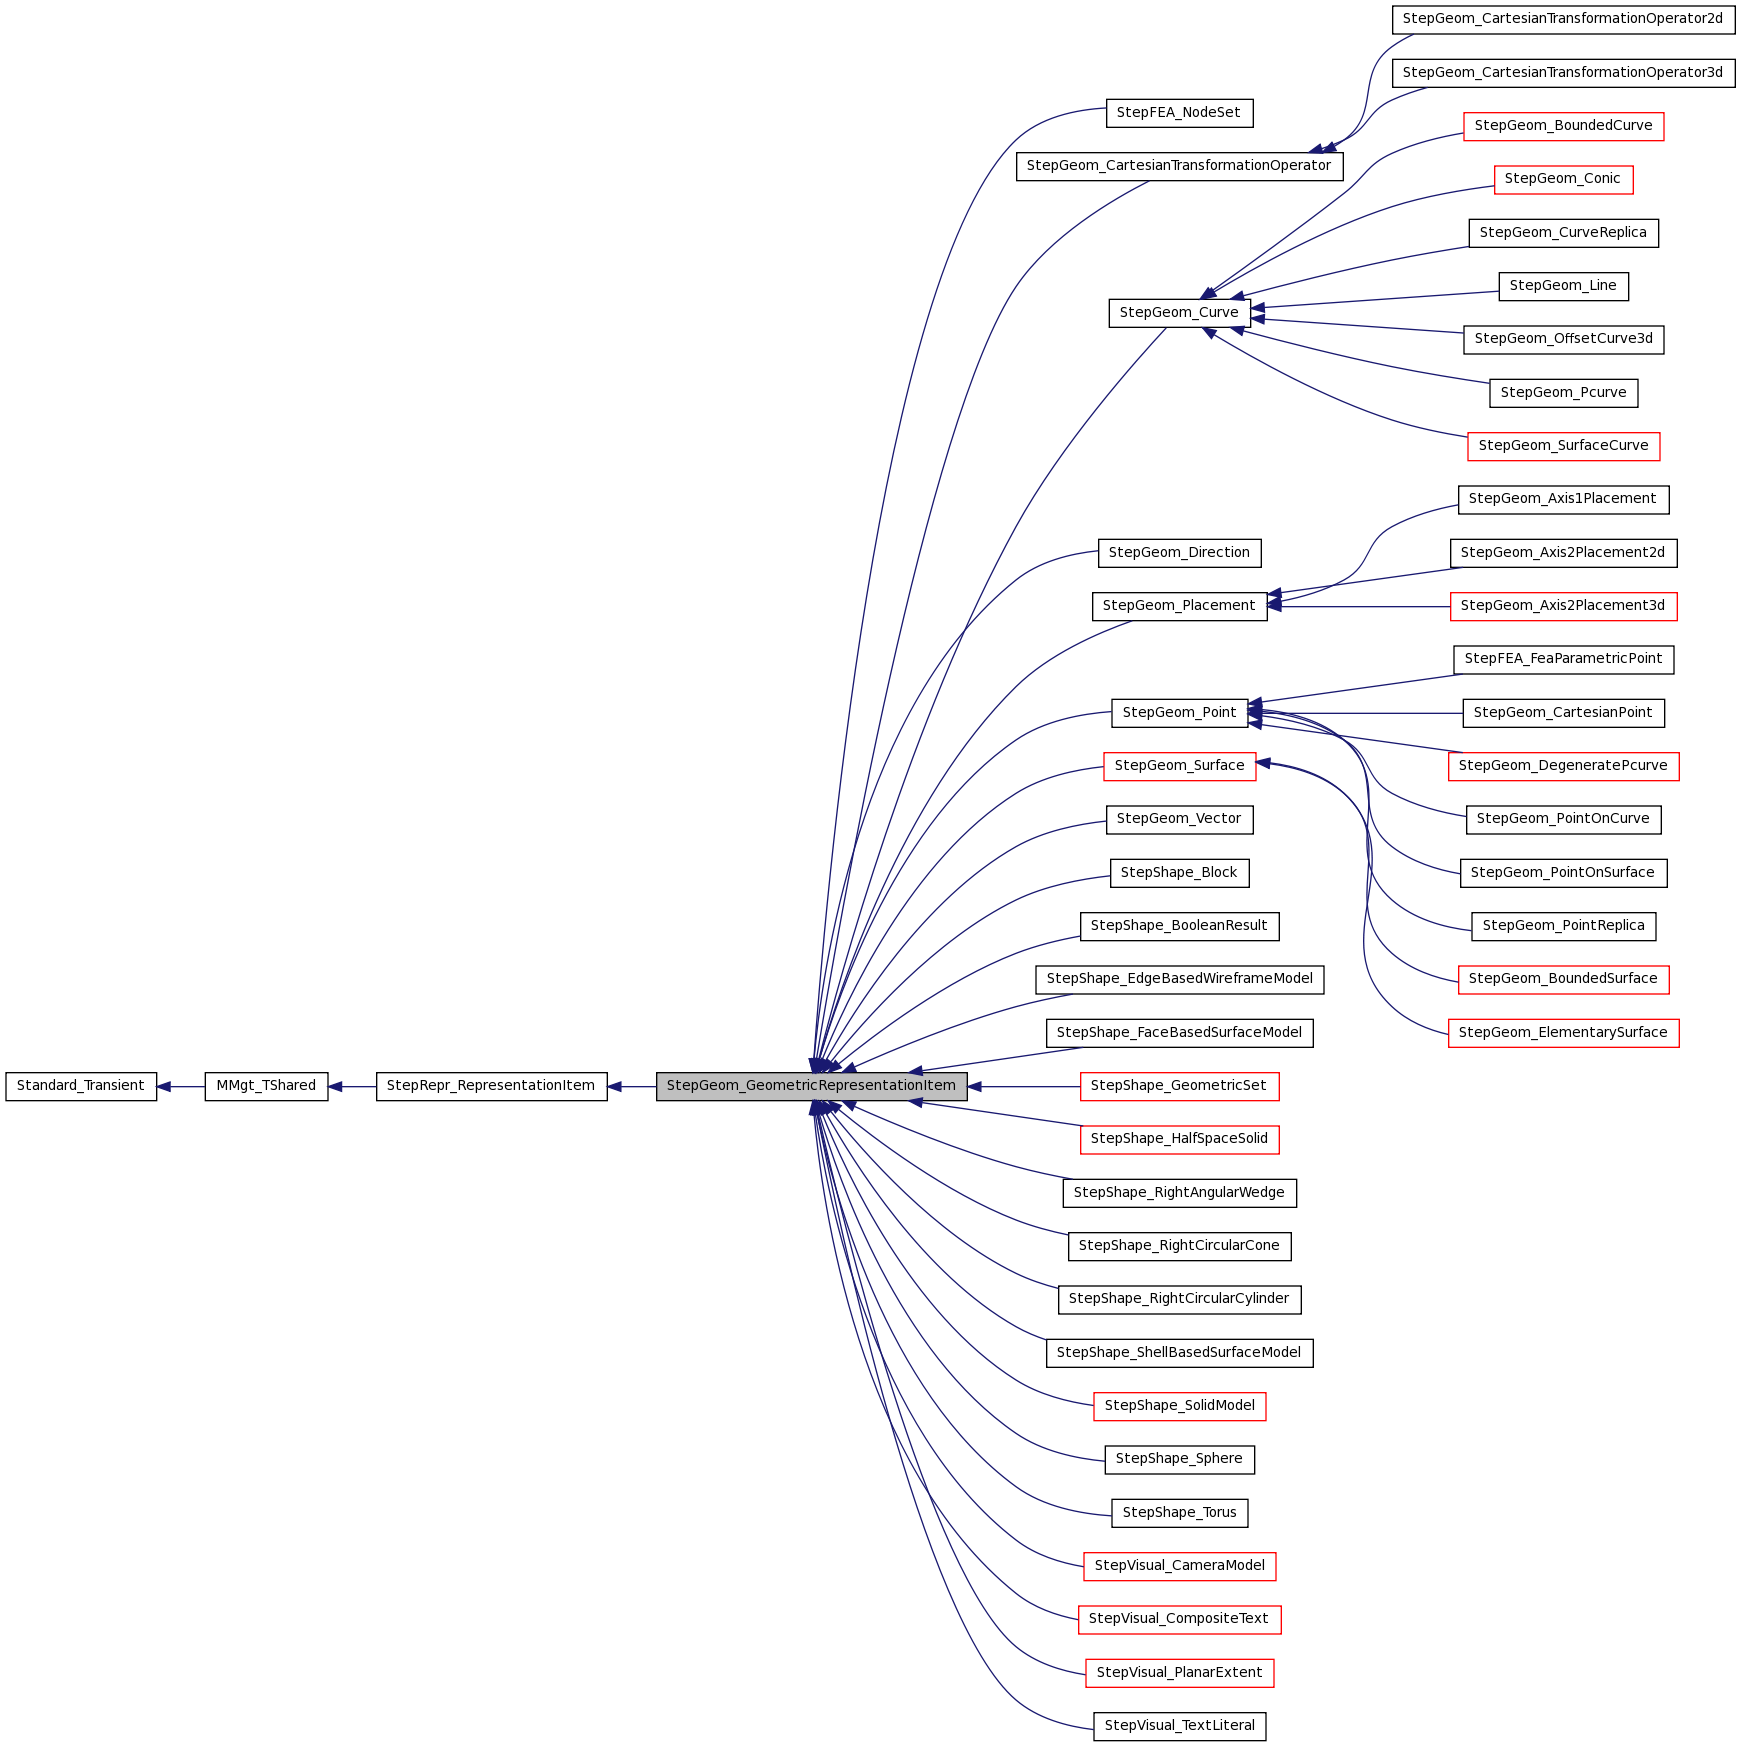 StepGeom_CartesianTransformationOperator2d
StepGeom_CartesianTransformationOperator3d
StepFEA_NodeSet
StepGeom_BoundedCurve
StepGeom_CartesianTransformationOperator
StepGeom_Conic
StepGeom_CurveReplica
StepGeom_Line
StepGeom_Curve
StepGeom_OffsetCurve3d
StepGeom_Pcurve
StepGeom_SurfaceCurve
StepGeom_Axis1Placement
StepGeom_Direction
StepGeom_Axis2Placement2d
StepGeom_Placement
StepGeom_Axis2Placement3d
StepFEA_FeaParametricPoint
StepGeom_Point
StepGeom_CartesianPoint
StepGeom_Surface
StepGeom_DegeneratePcurve
StepGeom_Vector
StepGeom_PointOnCurve
StepShape_Block
StepGeom_PointOnSurface
StepShape_BooleanResult
StepGeom_PointReplica
StepShape_EdgeBasedWireframeModel
StepGeom_BoundedSurface
StepShape_FaceBasedSurfaceModel
StepGeom_ElementarySurface
Standard_Transient
MMgt_TShared
StepRepr_RepresentationItem
StepGeom_GeometricRepresentationItem
StepShape_GeometricSet
StepShape_HalfSpaceSolid
StepShape_RightAngularWedge
StepShape_RightCircularCone
StepShape_RightCircularCylinder
StepShape_ShellBasedSurfaceModel
StepShape_SolidModel
StepShape_Sphere
StepShape_Torus
StepVisual_CameraModel
StepVisual_CompositeText
StepVisual_PlanarExtent
StepVisual_TextLiteral